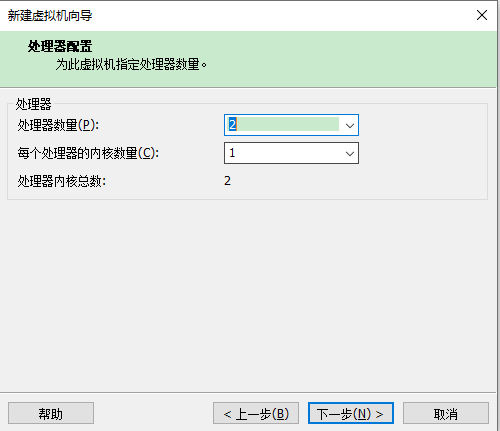 新建虚拟机向导
处理器配置
为此虚拟机指定处理器数量。
处理器
处理器数量(P): 2
每个处理器的内核数量(C): 1
处理器内核总数: 2
帮助 < 上一步(B) 下一步(N) > 取消